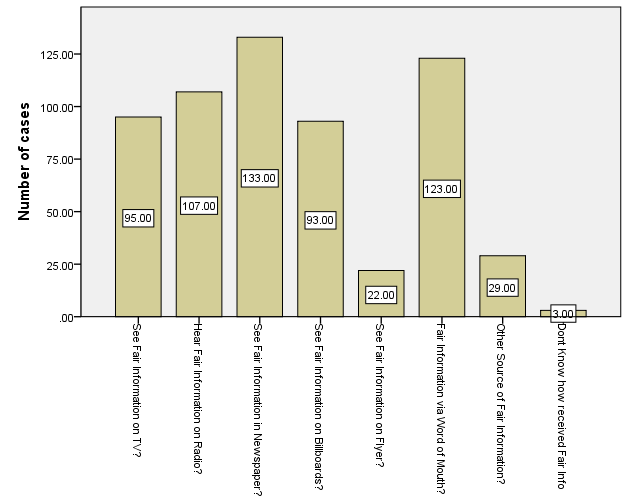 Number of cases
125.00
100.00
75.00
50.00
25.00
.00
95.00
107.00
133.00
93.00
22.00
123.00
29.00
3.00
See Fair Information on TV?
Hear Fair Information on Radio?
See Fair Information in Newspaper?
See Fair Information on Billboards?
See Fair Information on Flyer?
Fair Information via Word of Mouth?
Other Source of Fair Information?
Dont Know how received Fair Info